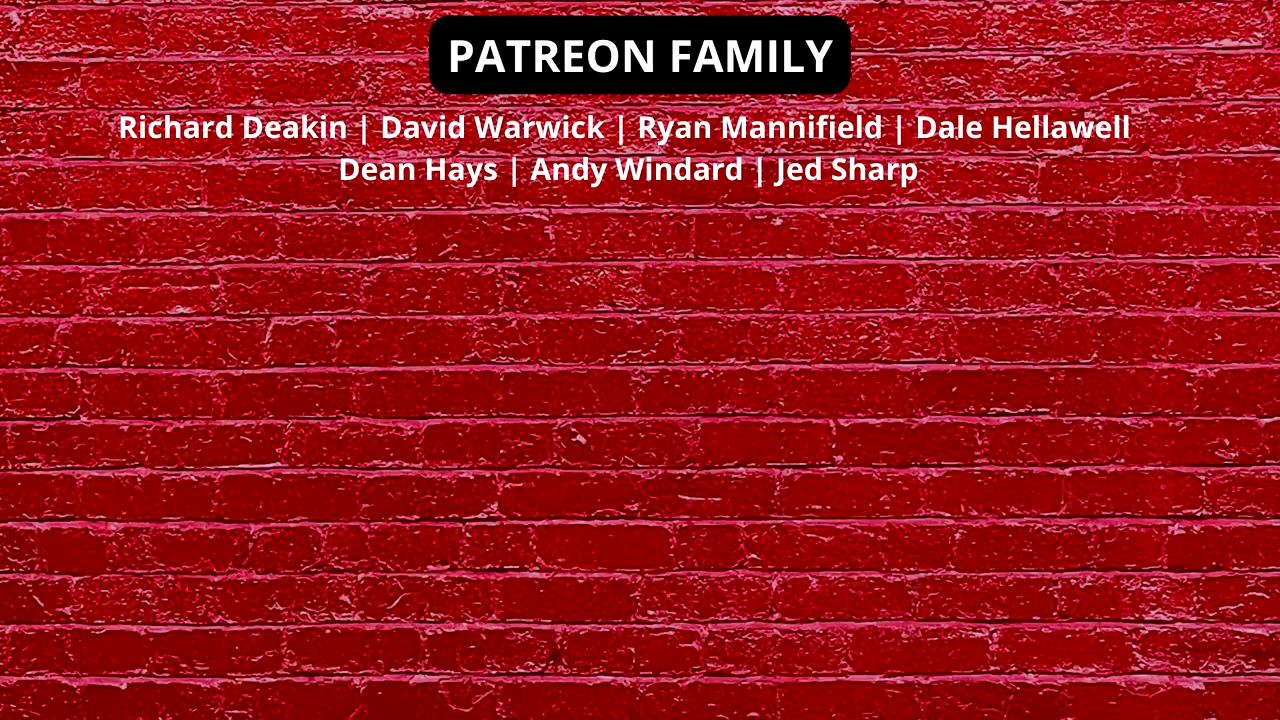 PATREON FAMILY
Richard Deakin | David Warwick | Ryan Mannifield | Dale Hellawell
Dean Hays | Andy Windard | Jed Sharp